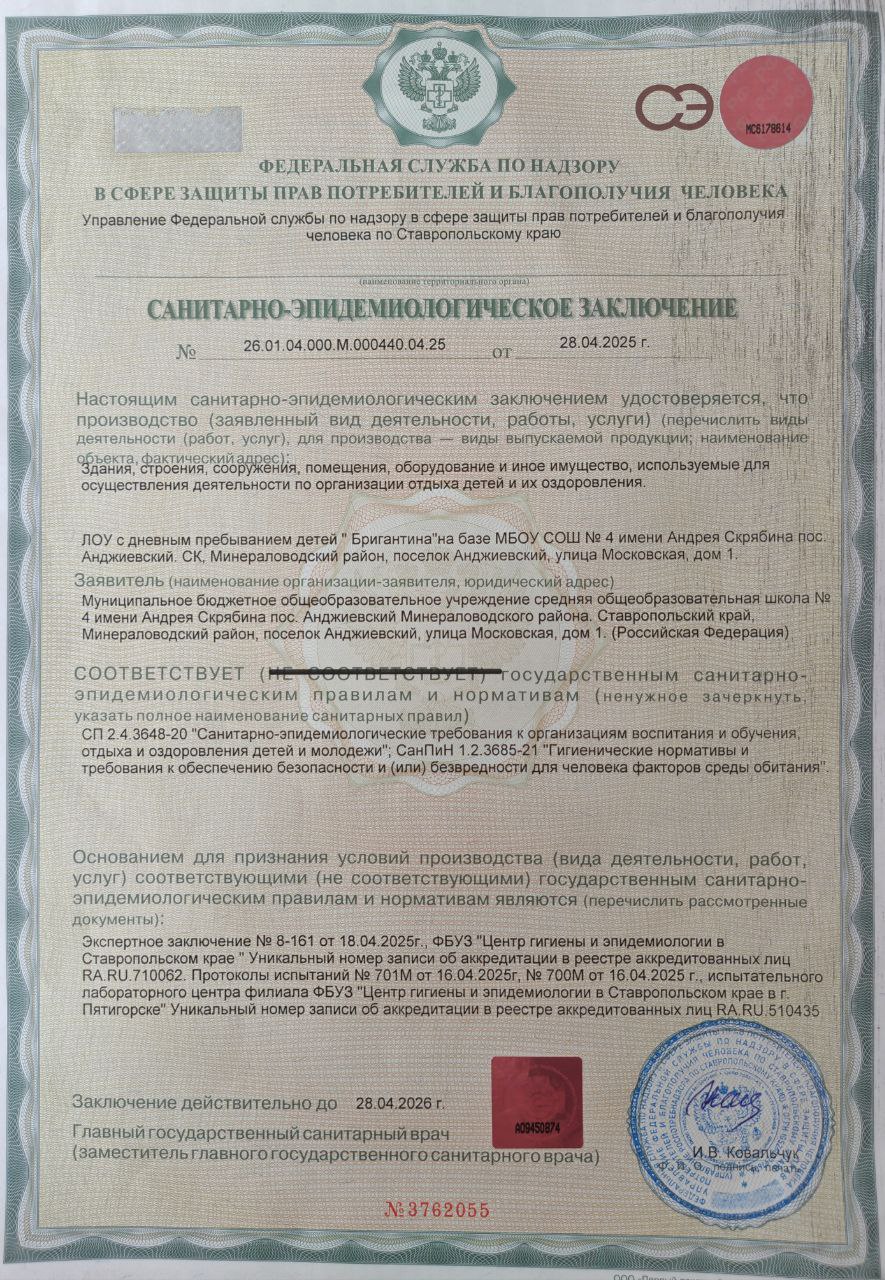 СЭ
МС6178614
ФЕДЕРАЛЬНАЯ СЛУЖБА ПО НАДЗОРУ
В СФЕРЕ ЗАЩИТЫ ПРАВ ПОТРЕБИТЕЛЕЙ И БЛАГОПОЛУЧИЯ ЧЕЛОВЕКА
Управление Федеральной службы по надзору в сфере защиты прав потребителей и благополучия
человека по Ставропольскому краю
(наименование территориального органа)
САНИТАРНО-ЭПИДЕМИОЛОГИЧЕСКОЕ ЗАКЛЮЧЕНИЕ
№ 26.01.04.000.М.000440.04.25 от 28.04.2025 г.
Настоящим санитарно-эпидемиологическим заключением удостоверяется, что
производство (заявленный вид деятельности, работы, услуги) (перечислить виды
деятельности (работ, услуг), для производства — виды выпускаемой продукции; наименование
объекта, фактический адрес):
Здания, строения, сооружения, помещения, оборудование и иное имущество, используемые для
осуществления деятельности по организации отдыха детей и их оздоровления.
ЛОУ с дневным пребыванием детей " Бригантина"на базе МБОУ СОШ № 4 имени Андрея Скрябина пос.
Анджиевский. СК, Минераловодский район, поселок Анджиевский, улица Московская, дом 1.
Заявитель (наименование организации-заявителя, юридический адрес)
Муниципальное бюджетное общеобразовательное учреждение средняя общеобразовательная школа №
4 имени Андрея Скрябина пос. Анджиевский Минераловодского района. Ставропольский край,
Минераловодский район, поселок Анджиевский, улица Московская, дом 1. (Российская Федерация)
СООТВЕТСТВУЕТ (НЕ СООТВЕТСТВУЕТ) государственным санитарно-
эпидемиологическим правилам и нормативам (ненужное зачеркнуть,
указать полное наименование санитарных правил)
СП 2.4.3648-20 "Санитарно-эпидемиологические требования к организациям воспитания и обучения,
отдыха и оздоровления детей и молодежи"; СанПиН 1.2.3685-21 "Гигиенические нормативы и
требования к обеспечению безопасности и (или) безвредности для человека факторов среды обитания".
Основанием для признания условий производства (вида деятельности, работ,
услуг) соответствующими (не соответствующими) государственным санитарно-
эпидемиологическим правилам и нормативам являются (перечислить рассмотренные
документы):
Экспертное заключение № 8-161 от 18.04.2025г., ФБУЗ "Центр гигиены и эпидемиологии в
Ставропольском крае " Уникальный номер записи об аккредитации в реестре аккредитованных лиц
RA.RU.710062. Протоколы испытаний № 701М от 16.04.2025г, № 700М от 16.04.2025 г., испытательного
лабораторного центра филиала ФБУЗ "Центр гигиены и эпидемиологии в Ставропольском крае в г.
Пятигорске" Уникальный номер записи об аккредитации в реестре аккредитованных лиц RA.RU.510435
Заключение действительно до 28.04.2026 г.
А09450874
Главный государственный санитарный врач
(заместитель главного государственного санитарного врача)
И.В. Ковальчук
Ф. И. О., подпись, печать
№3762055